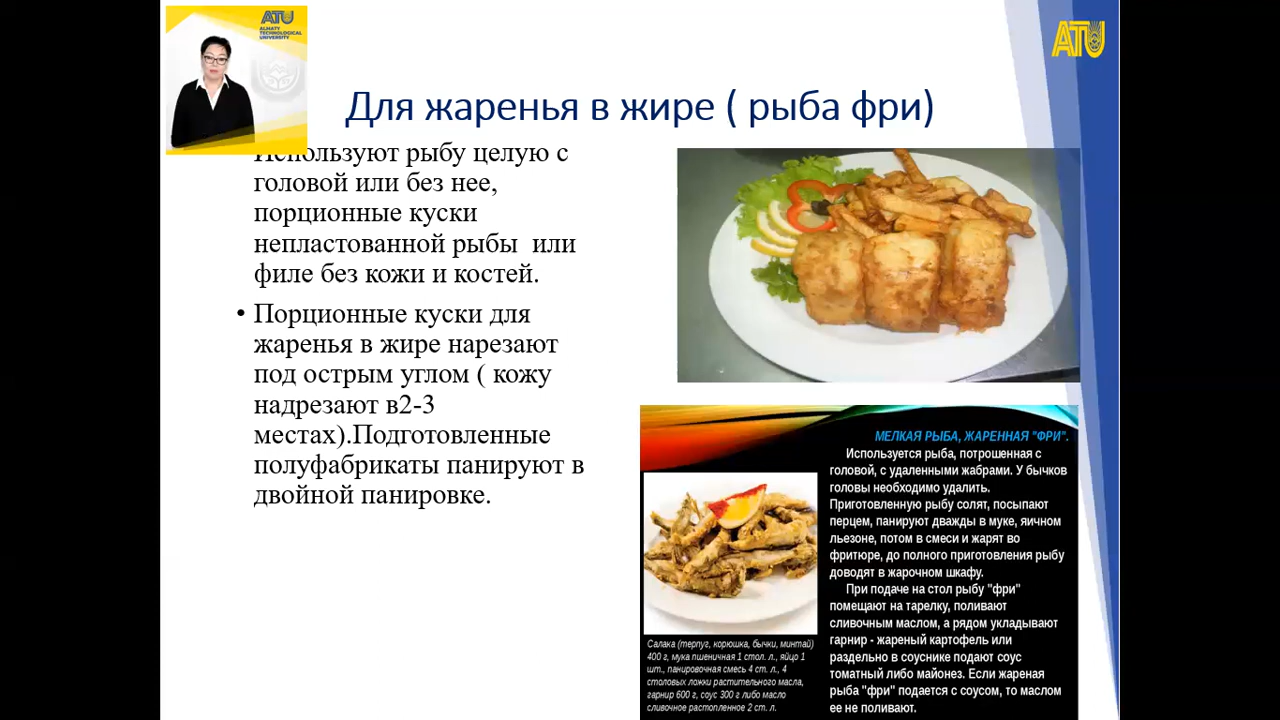 ATU
ALMATY
TECHNOLOGICAL
UNIVERSITY
ATU
Для жаренья в жире ( рыба фри)
Используют рыбу целую с
головой или без нее,
порционные куски
непластованной рыбы  или
филе без кожи и костей.
• Порционные куски для
жаренья в жире нарезают
под острым углом ( кожу
надрезают в2-3
местах).Подготовленные
полуфабрикаты панируют в
двойной панировке.
МЕЛКАЯ РЫБА, ЖАРЕННАЯ "ФРИ".
Используется рыба, потрошенная с
головой, с удаленными жабрами. У бычков
головы необходимо удалить.
Приготовленную рыбу солят, посыпают
перцем, панируют дважды в муке, яичном
льезоне, потом в смеси и жарят во
фритюре, до полного приготовления рыбу
доводят в жарочном шкафу.
При подаче на стол рыбу "фри"
помещают на тарелку, поливают
сливочным маслом, а рядом укладывают
гарнир - жареный картофель или
раздельно в соуснике подают соус
томатный либо майонез. Если жареная
рыба "фри" подается с соусом, то маслом
ее не поливают.
Салака (терпуг, корюшка, бычки, минтай)
400 г, мука пшеничная 1 стол. л., яйцо 1
шт., панировочная смесь 4 ст. л., 4
столовых ложки растительного масла,
гарнир 600 г, соус 300 г либо масло
сливочное растопленное 2 ст. л.